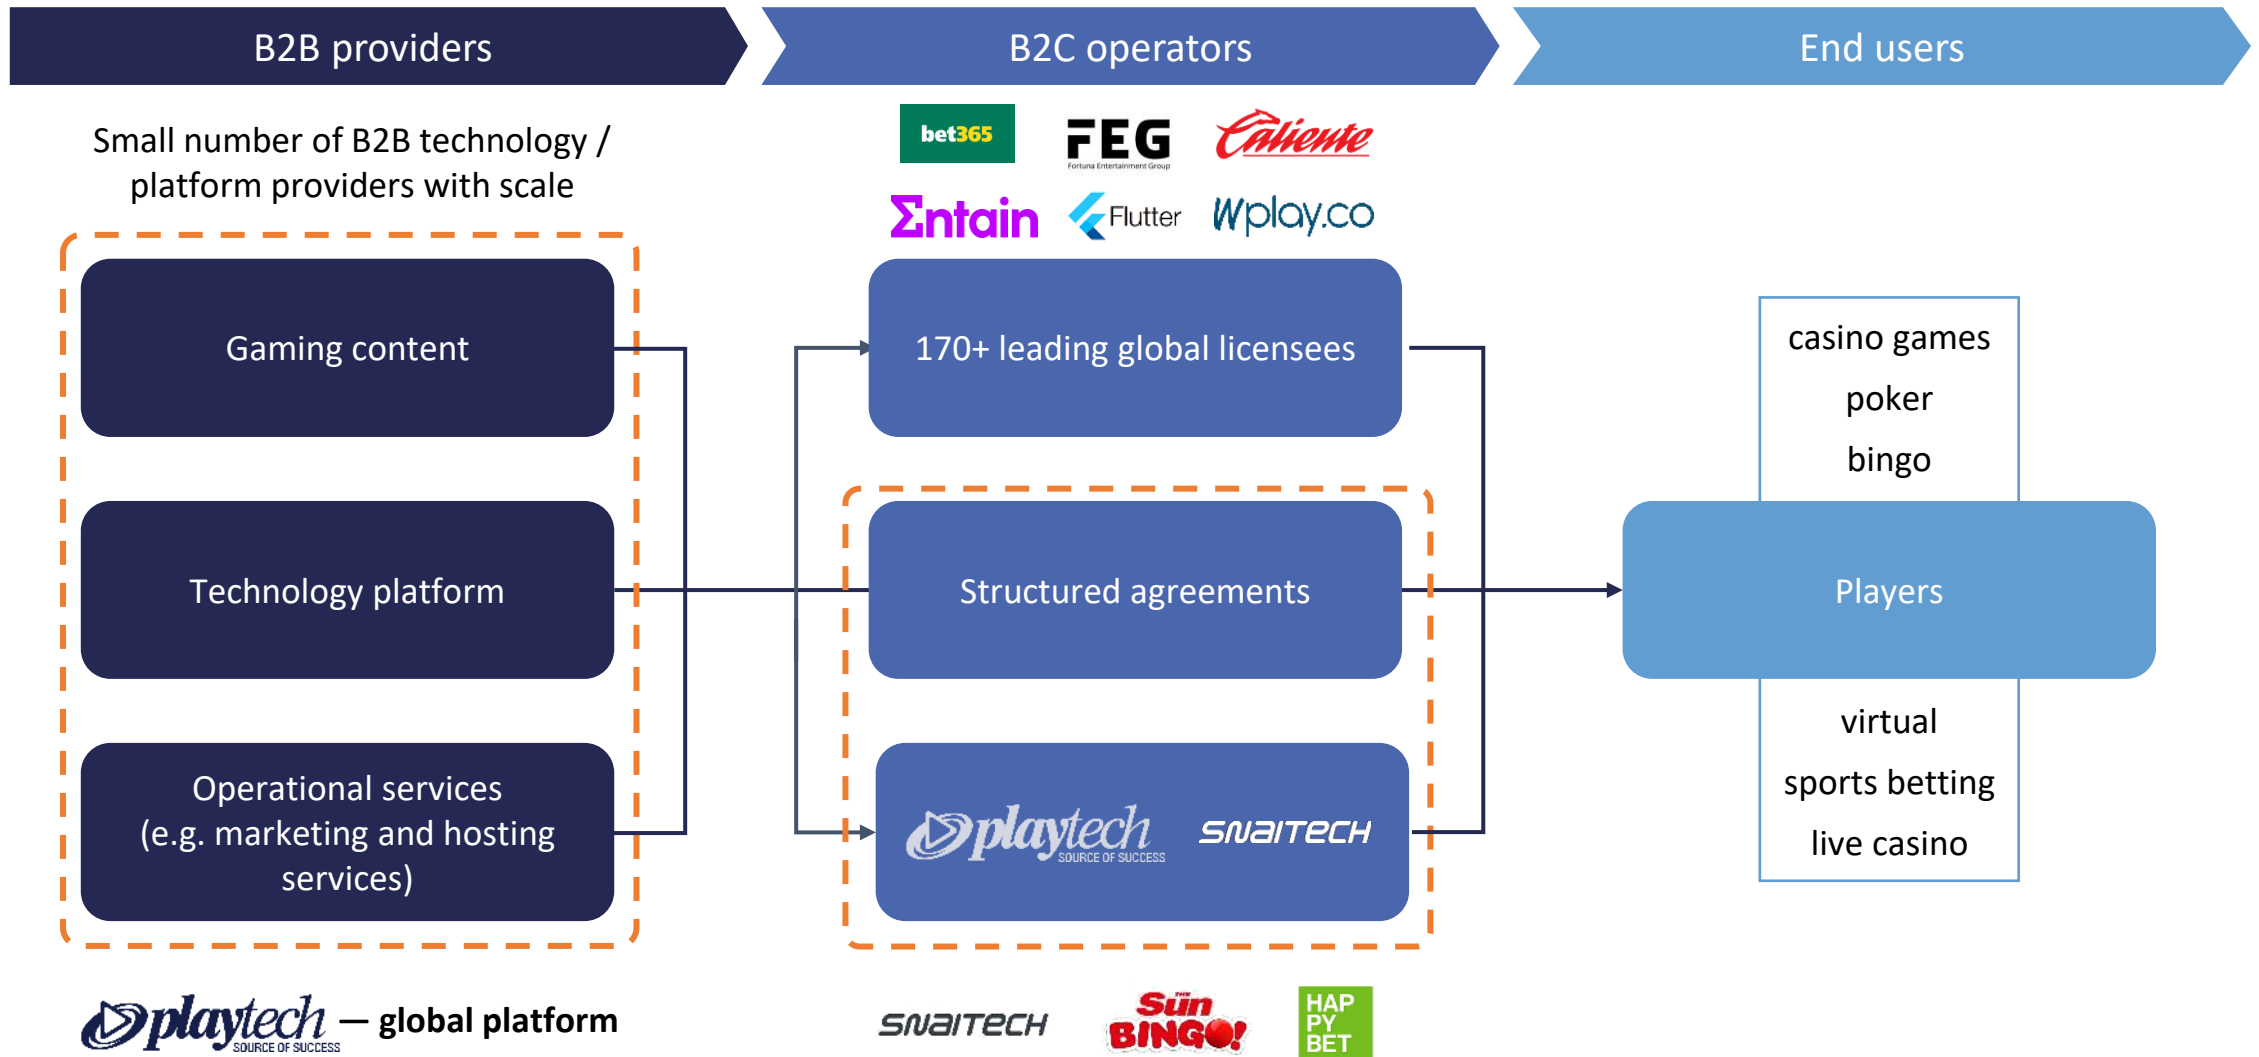 B2B providers
B2C operators
End users
Small number of B2B technology /
platform providers with scale
bet365
FEG
Fortuna Entertainment Group
Caliente
Σntain
Flutter
Wplay.co
Gaming content
Technology platform
Operational services
(e.g. marketing and hosting
services)
170+ leading global licensees
Structured agreements
playtech
SOURCE OF SUCCESS
SNAITECH
casino games
poker
bingo
Players
virtual
sports betting
live casino
playtech — global platform
SOURCE OF SUCCESS
SNAITECH
THE
Sun
BINGO!
HAP
PY
BET